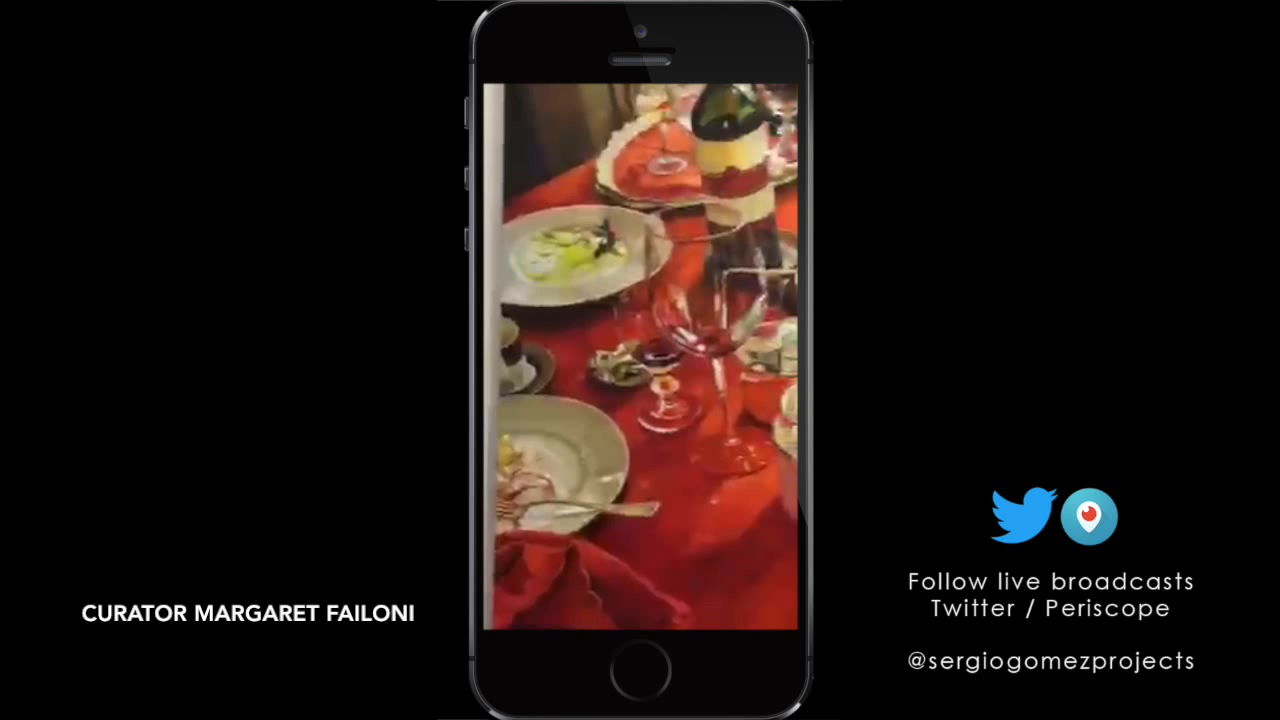 CURATOR MARGARET FAILONI
Follow live broadcasts
Twitter / Periscope
@sergiogomezprojects